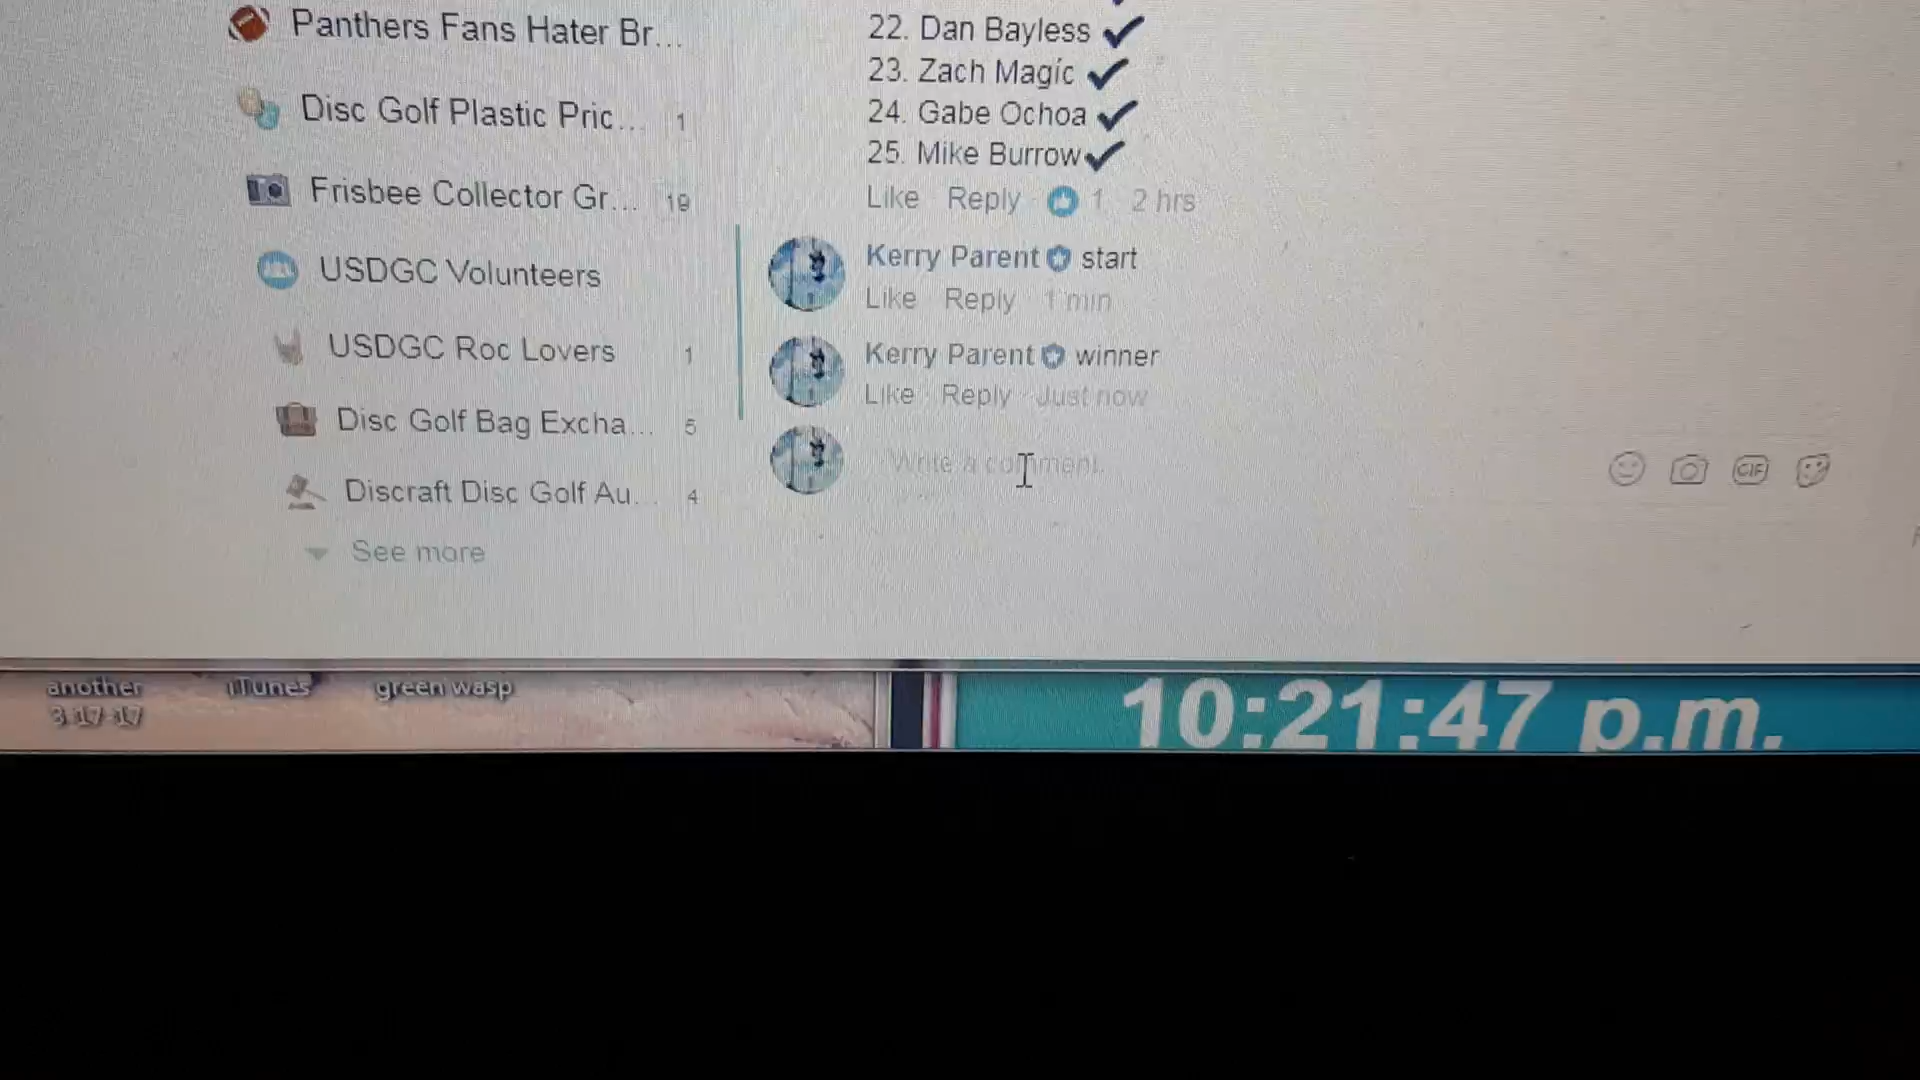 Panthers Fans Hater Br...
Disc Golf Plastic Pric... 1
Frisbee Collector Gr... 19
USDGC Volunteers
USDGC Roc Lovers 1
Disc Golf Bag Excha... 5
Discraft Disc Golf Au... 4
See more
22. Dan Bayless ✔
23. Zach Magic ✔
24. Gabe Ochoa ✔
25. Mike Burrow ✔
Like Reply 1 2 hrs
Kerry Parent start
Like Reply 1 min
Kerry Parent winner
Like Reply Just now
Write a comment...
GIF
another
3 17 17
iTunes
green wasp
10:21:47 p.m.